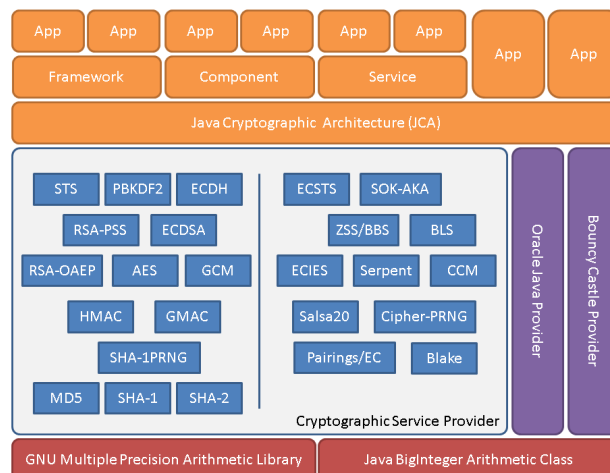 App App App App App App App App
Framework Component Service
Java Cryptographic Architecture (JCA)
STS PBKDF2 ECDH ECSTS SOK-AKA
RSA-PSS ECDSA ZSS/BBS BLS
RSA-OAEP AES GCM ECIES Serpent CCM
HMAC GMAC Salsa20 Cipher-PRNG
SHA-1PRNG Pairings/EC Blake
MD5 SHA-1 SHA-2
Cryptographic Service Provider
Oracle Java Provider
Bouncy Castle Provider
GNU Multiple Precision Arithmetic Library Java BigInteger Arithmetic Class